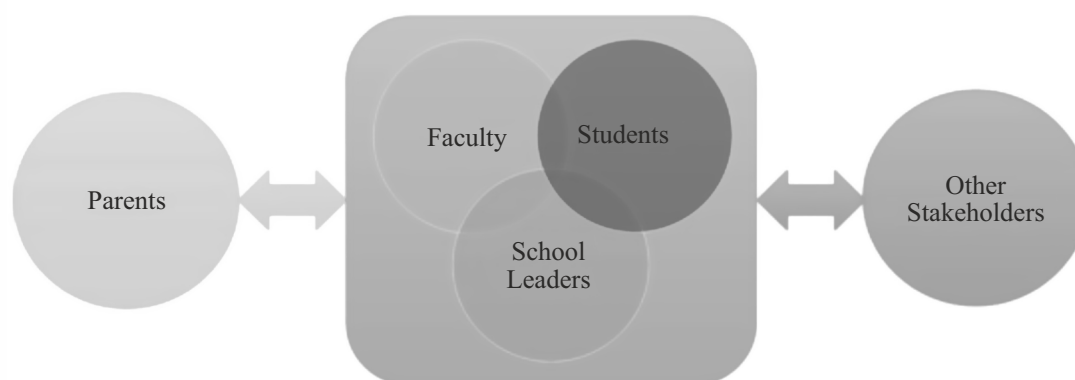 Parents
Faculty
Students
School
Leaders
Other
Stakeholders